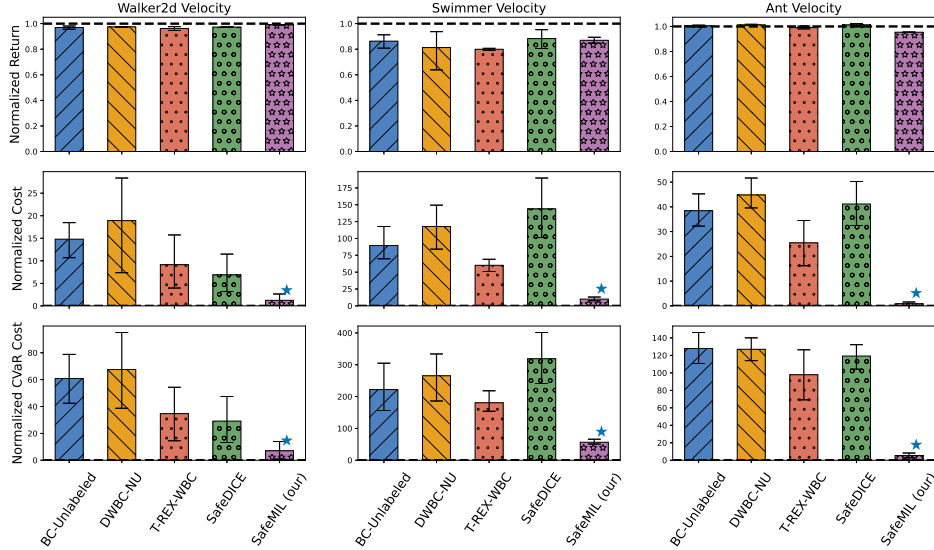 Walker2d Velocity
Swimmer Velocity
Ant Velocity
Normalized Return
1.0
0.8
0.6
0.4
0.2
0.0
1.0
0.8
0.6
0.4
0.2
0.0
1.0
0.8
0.6
0.4
0.2
0.0
Normalized Cost
25
20
15
10
5
0
175
150
125
100
75
50
25
0
50
40
30
20
10
0
Normalized CVaR Cost
80
60
40
20
0
400
300
200
100
0
140
120
100
80
60
40
20
0
BC-Unlabeled
DWBC-NU
T-REX-WBC
SafeDICE
SafeMIL (our)
BC-Unlabeled
DWBC-NU
T-REX-WBC
SafeDICE
SafeMIL (our)
BC-Unlabeled
DWBC-NU
T-REX-WBC
SafeDICE
SafeMIL (our)